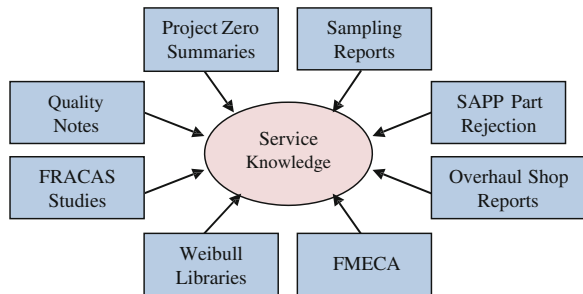 Project Zero
Summaries
Sampling
Reports
Quality
Notes
SAPP Part
Rejection
Service
Knowledge
FRACAS
Studies
Overhaul Shop
Reports
Weibull
Libraries
FMECA